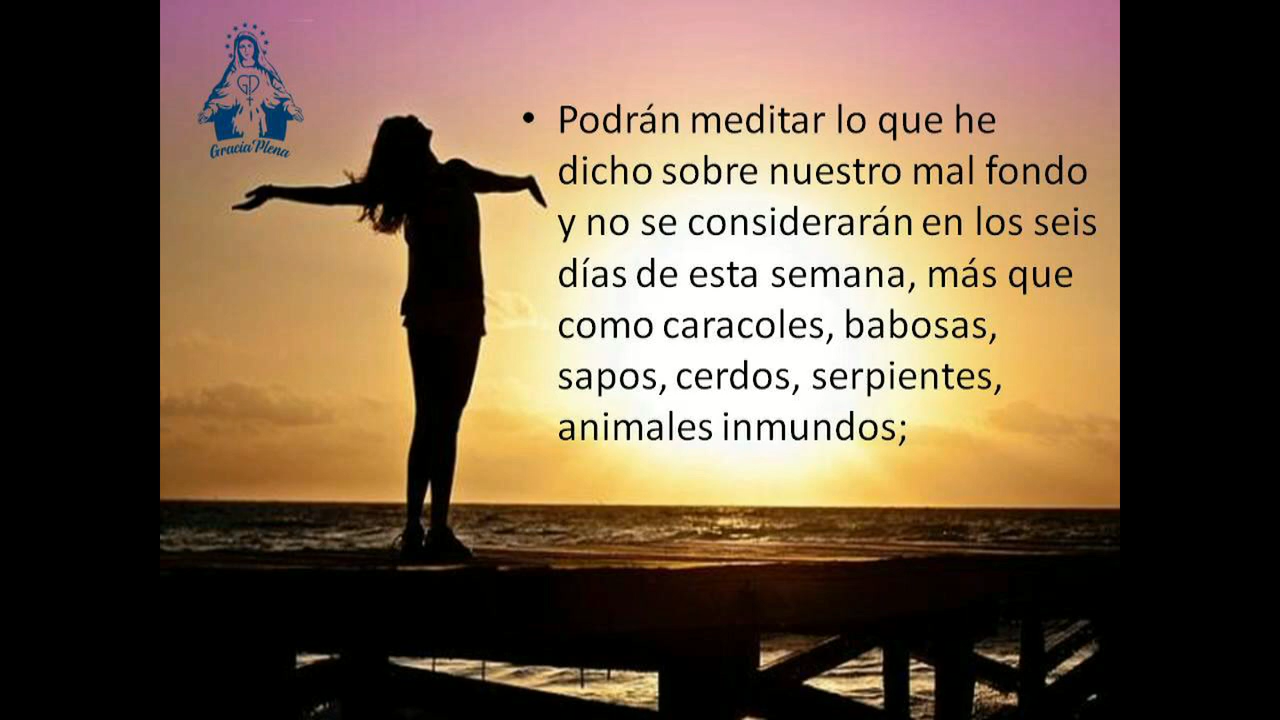 Gracia Plena
• Podrán meditar lo que he
dicho sobre nuestro mal fondo
y no se considerarán en los seis
días de esta semana, más que
como caracoles, babosas,
sapos, cerdos, serpientes,
animales inmundos;